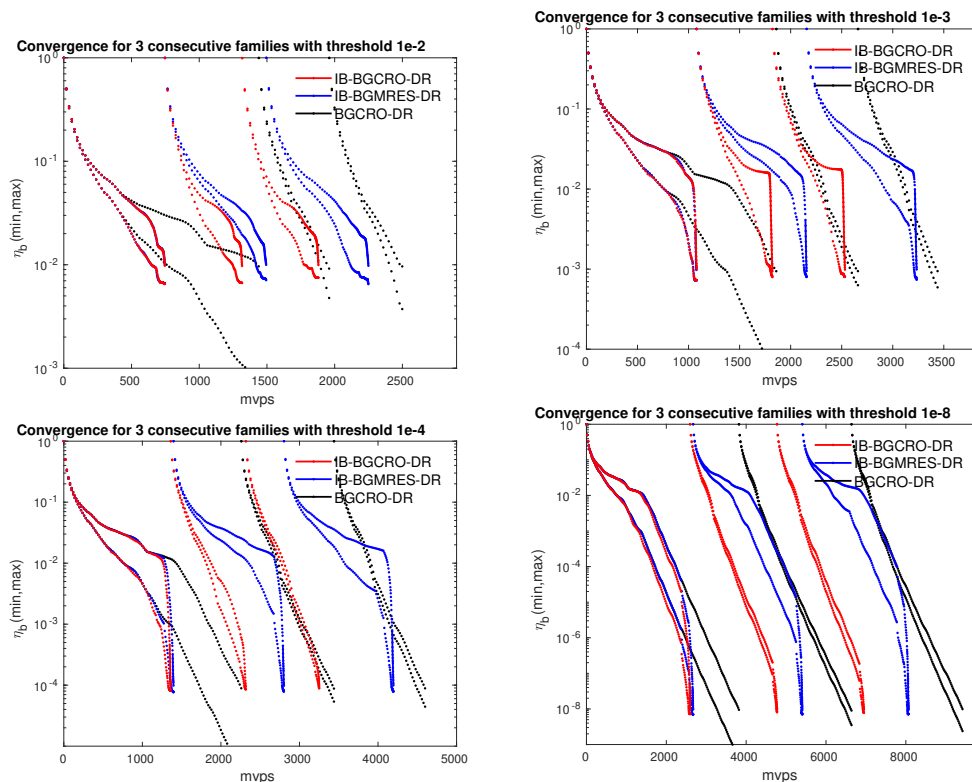 Convergence for 3 consecutive families with threshold 1e-2
10^0
10^-1
10^-2
10^-3
η_b (min,max)
IB-BGCRO-DR
IB-BGMRES-DR
BGCRO-DR
0 500 1000 1500 2000 2500
mvps
Convergence for 3 consecutive families with threshold 1e-3
10^0
10^-1
10^-2
10^-3
10^-4
η_b (min,max)
IB-BGCRO-DR
IB-BGMRES-DR
BGCRO-DR
0 500 1000 1500 2000 2500 3000 3500
mvps
Convergence for 3 consecutive families with threshold 1e-4
10^0
10^-1
10^-2
10^-3
10^-4
η_b (min,max)
IB-BGCRO-DR
IB-BGMRES-DR
BGCRO-DR
0 1000 2000 3000 4000 5000
mvps
Convergence for 3 consecutive families with threshold 1e-8
10^0
10^-2
10^-4
10^-6
10^-8
η_b (min,max)
IB-BGCRO-DR
IB-BGMRES-DR
BGCRO-DR
0 2000 4000 6000 8000
mvps